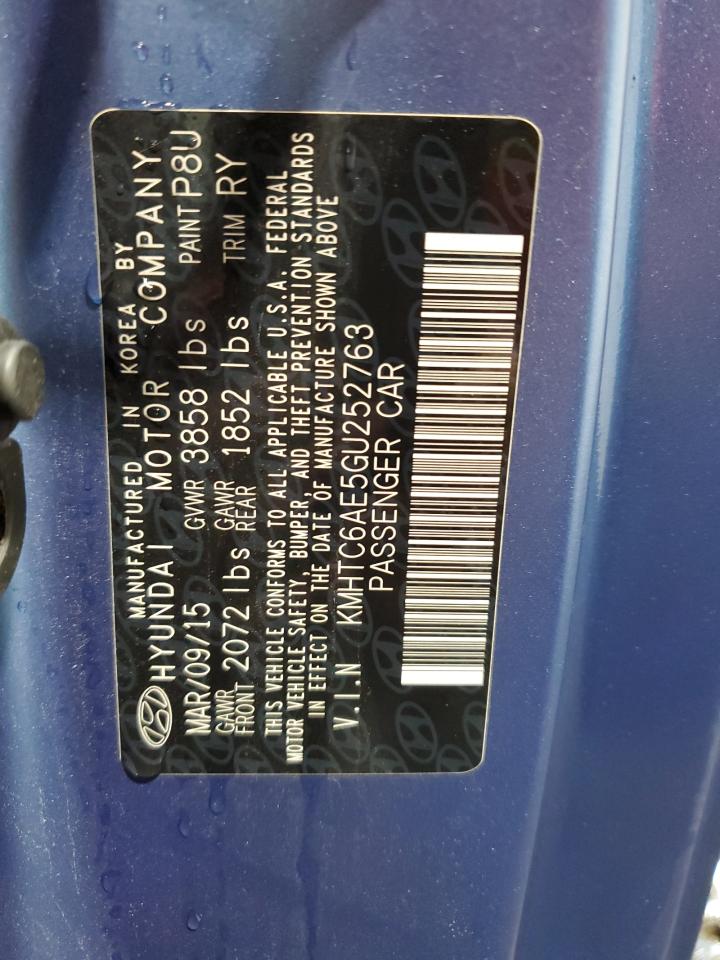 MANUFACTURED IN KOREA BY
HYUNDAI MOTOR COMPANY
MAR/09/15 GVWR 3858 lbs PAINT P8U
GAWR FRONT 2072 lbs GAWR REAR 1852 lbs TRIM RY
THIS VEHICLE CONFORMS TO ALL APPLICABLE U.S.A. FEDERAL
MOTOR VEHICLE SAFETY, BUMPER, AND THEFT PREVENTION STANDARDS
IN EFFECT ON THE DATE OF MANUFACTURE SHOWN ABOVE
V.I.N KMHTC6AE5GU252763
PASSENGER CAR